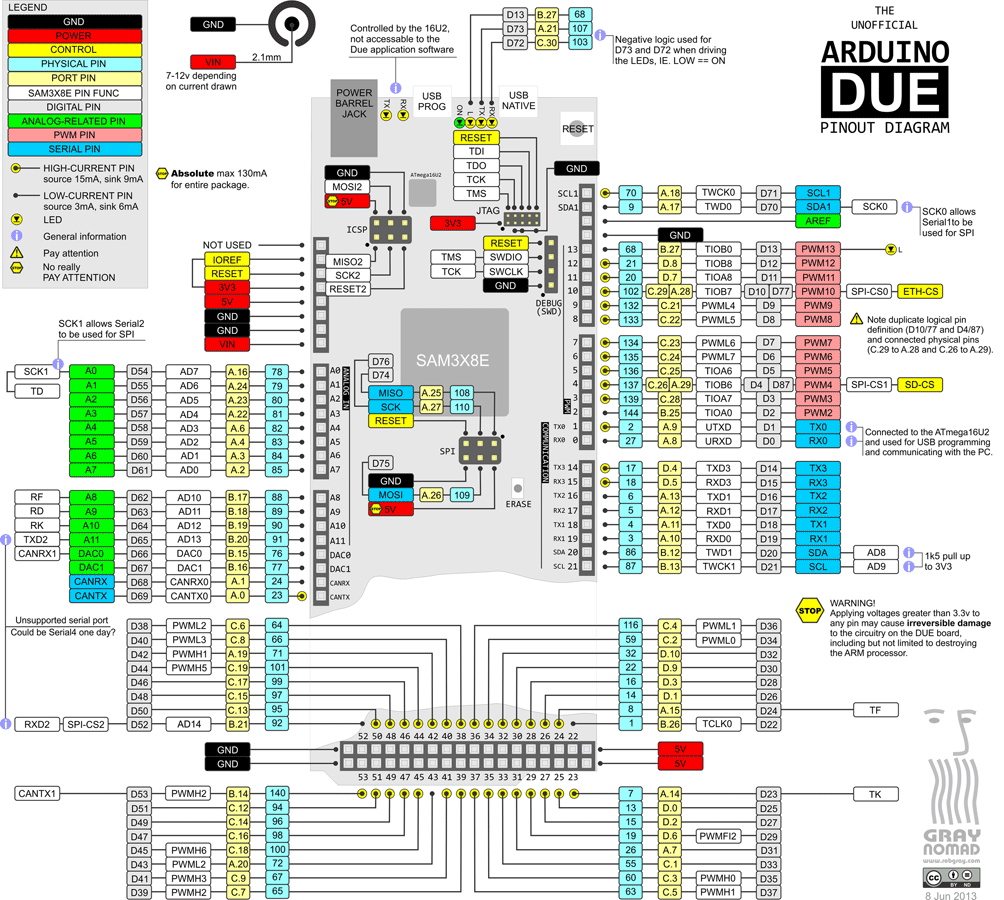 LEGEND
GND
POWER
CONTROL
PHYSICAL PIN
PORT PIN
SAM3X8E PIN FUNC
DIGITAL PIN
ANALOG-RELATED PIN
PWM PIN
SERIAL PIN
HIGH-CURRENT PIN
source 15mA, sink 9mA
LOW-CURRENT PIN
source 3mA, sink 6mA
LED
General information
Pay attention
No really
PAY ATTENTION
GND
VIN
2.1mm
7-12v depending
on current drawn
STOP Absolute max 130mA
for entire package.
Controlled by the 16U2,
not accessable to the
Due application software
D13 B.27 68
D73 A.21 107
D72 C.30 103
Negative logic used for
D73 and D72 when driving
the LEDs, IE. LOW == ON
THE
UNOFFICIAL
ARDUINO
DUE
PINOUT DIAGRAM
POWER
BARREL
JACK
TX RX
USB
PROG
ON L TX RX
USB
NATIVE
RESET
RESET
TDI
TDO
TCK
TMS
GND
JTAG
3V3
ATmega16U2
GND
MOSI2
5V
ICSP
MISO2
SCK2
RESET2
RESET
TMS SWDIO
TCK SWCLK
GND
DEBUG
(SWD)
NOT USED
IOREF
RESET
3V3
5V
GND
GND
VIN
SCK1 allows Serial2
to be used for SPI
SCK1 A0 D54 AD7 A.16 78 A0
TD A1 D55 AD6 A.24 79 A1
A2 D56 AD5 A.23 80 A2
A3 D57 AD4 A.22 81 A3
A4 D58 AD3 A.6 82 A4
A5 D59 AD2 A.4 83 A5
A6 D60 AD1 A.3 84 A6
A7 D61 AD0 A.2 85 A7
ANALOG IN
RF A8 D62 AD10 B.17 88 A8
RD A9 D63 AD11 B.18 89 A9
RK A10 D64 AD12 B.19 90 A10
TXD2 A11 D65 AD13 B.20 91 A11
CANRX1 DAC0 D66 DAC0 B.15 76 DAC0
DAC1 D67 DAC1 B.16 77 DAC1
CANRX D68 CANRX0 A.1 24 CANRX
CANTX D69 CANTX0 A.0 23 CANTX
Unsupported serial port
Could be Serial4 one day?
SAM3X8E
D76
D74
MISO A.25 108
SCK A.27 110
RESET
SPI
D75
GND
MOSI A.26 109
5V
ERASE
PWM
COMMUNICATION
SCL1 70 A.18 TWCK0 D71 SCL1
SDA1 9 A.17 TWD0 D70 SDA1 SCK0
AREF
GND
SCK0 allows
Serial1to be
used for SPI
13 68 B.27 TIOB0 D13 PWM13 L
12 21 D.8 TIOB8 D12 PWM12
11 20 D.7 TIOA8 D11 PWM11
10 102 C.29 A.28 TIOB7 D10 D77 PWM10 SPI-CS0 ETH-CS
9 132 C.21 PWML4 D9 PWM9
8 133 C.22 PWML5 D8 PWM8
Note duplicate logical pin
definition (D10/77 and D4/87)
and connected physical pins
(C.29 to A.28 and C.26 to A.29).
7 134 C.23 PWML6 D7 PWM7
6 135 C.24 PWML7 D6 PWM6
5 136 C.25 TIOA6 D5 PWM5
4 137 C.26 A.29 TIOB6 D4 D87 PWM4 SPI-CS1 SD-CS
3 139 C.28 TIOA7 D3 PWM3
2 144 B.25 TIOA0 D2 PWM2
TX0 1 2 A.9 UTXD D1 TX0
RX0 0 27 A.8 URXD D0 RX0
Connected to the ATmega16U2
and used for USB programming
and communicating with the PC.
TX3 14 17 D.4 TXD3 D14 TX3
RX3 15 18 D.5 RXD3 D15 RX3
TX2 16 6 A.13 TXD1 D16 TX2
RX2 17 5 A.12 RXD1 D17 RX2
TX1 18 4 A.11 TXD0 D18 TX1
RX1 19 3 A.10 RXD0 D19 RX1
SDA 20 86 B.12 TWD1 D20 SDA AD8
SCL 21 87 B.13 TWCK1 D21 SCL AD9
1k5 pull up
to 3V3
STOP
WARNING!
Applying voltages greater than 3.3v to
any pin may cause irreversible damage
to the circuitry on the DUE board,
including but not limited to destroying
the ARM processor.
D38 PWML2 C.6 64
D40 PWML3 C.8 66
D42 PWMH1 A.19 71
D44 PWMH5 C.19 101
D46 C.17 99
D48 C.15 97
D50 C.13 95
RXD2 SPI-CS2 D52 AD14 B.21 92
116 C.4 PWML1 D36
59 C.2 PWML0 D34
32 D.10 D32
22 D.9 D30
16 D.3 D28
14 D.1 D26
8 A.15 D24 TF
1 B.26 TCLK0 D22
52 50 48 46 44 42 40 38 36 34 32 30 28 26 24 22
GND
GND
5V
5V
53 51 49 47 45 43 41 39 37 35 33 31 29 27 25 23
CANTX1 D53 PWMH2 B.14 140
D51 C.12 94
D49 C.14 96
D47 C.16 98
D45 PWMH6 C.18 100
D43 PWML2 A.20 72
D41 PWMH3 C.9 67
D39 PWMH2 C.7 65
7 A.14 D23 TK
13 D.0 D25
15 D.2 D27
19 D.6 PWMFI2 D29
26 A.7 D31
55 C.1 D33
60 C.3 PWMH0 D35
63 C.5 PWMH1 D37
GRAY
NOMAD
www.robgray.com
CC BY ND
8 Jun 2013